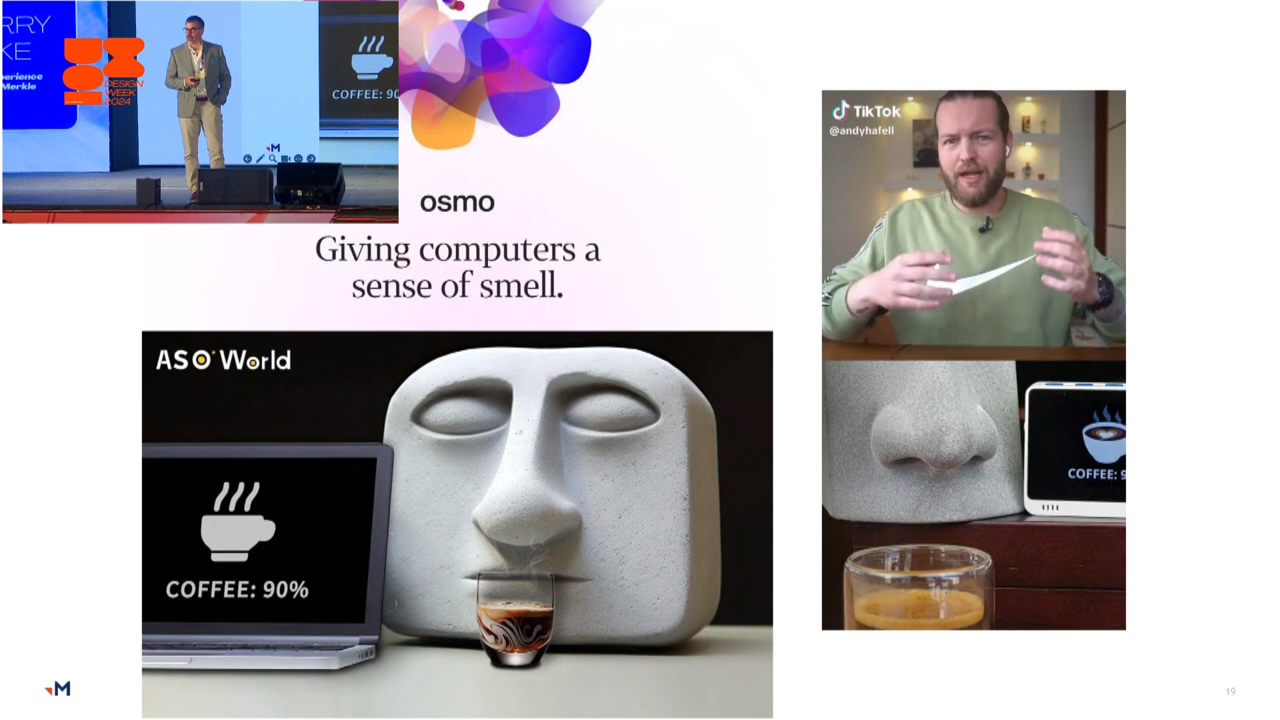 RRY
KE
perience
Merkle
UX
DESIGN
WEEK
2024
COFFEE: 90
M
osmo
Giving computers a
sense of smell.
ASO World
COFFEE: 90%
TikTok
@andyhafell
COFFEE: 9
M
19